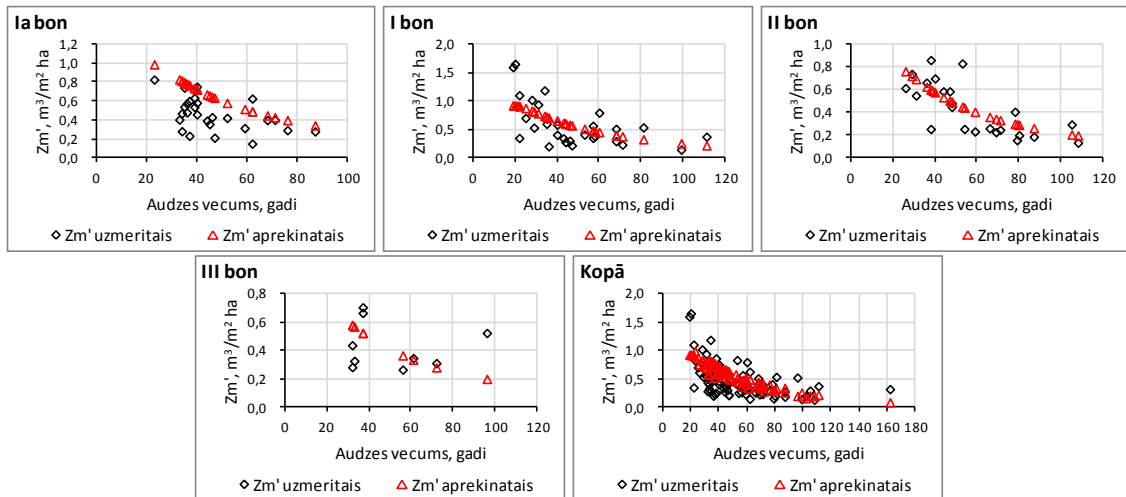 Ia bon
Zm', m³/m² ha
1,2
1,0
0,8
0,6
0,4
0,2
0,0
0 20 40 60 80 100
Audzes vecums, gadi
Zm' uzmeritais Zm' aprekinatais
I bon
Zm', m³/m² ha
2,0
1,5
1,0
0,5
0,0
0 20 40 60 80 100 120
Audzes vecums, gadi
Zm' uzmeritais Zm' aprekinatais
II bon
Zm', m³/m² ha
1,0
0,8
0,6
0,4
0,2
0,0
0 20 40 60 80 100 120
Audzes vecums, gadi
Zm' uzmeritais Zm' aprekinatais
III bon
Zm', m³/m² ha
0,8
0,6
0,4
0,2
0,0
0 20 40 60 80 100 120
Audzes vecums, gadi
Zm' uzmeritais Zm' aprekinatais
Kopā
Zm', m³/m² ha
2,0
1,5
1,0
0,5
0,0
0 20 40 60 80 100 120 140 160 180
Audzes vecums, gadi
Zm' uzmeritais Zm' aprekinatais